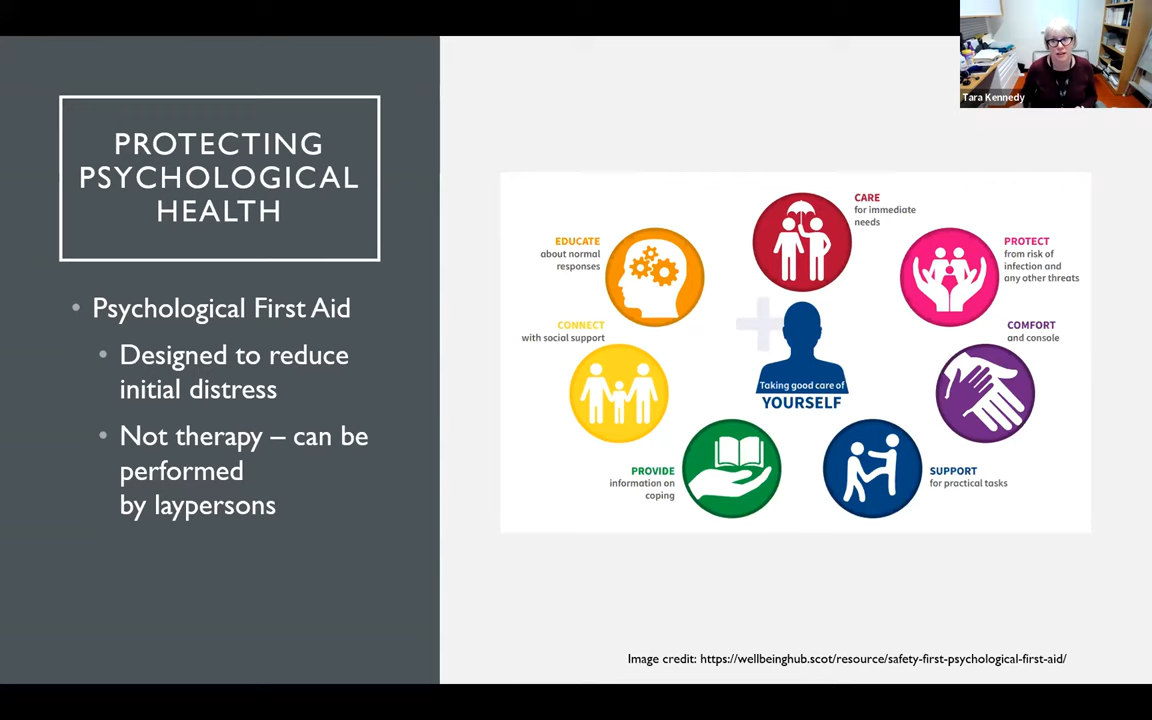 Tara Kennedy
PROTECTING
PSYCHOLOGICAL
HEALTH
• Psychological First Aid
• Designed to reduce
initial distress
• Not therapy – can be
performed
by laypersons
CARE
for immediate
needs
PROTECT
from risk of
infection and
any other threats
COMFORT
and console
SUPPORT
for practical tasks
PROVIDE
information on
coping
CONNECT
with social support
EDUCATE
about normal
responses
Taking good care of
YOURSELF
Image credit: https://wellbeinghub.scot/resource/safety-first-psychological-first-aid/